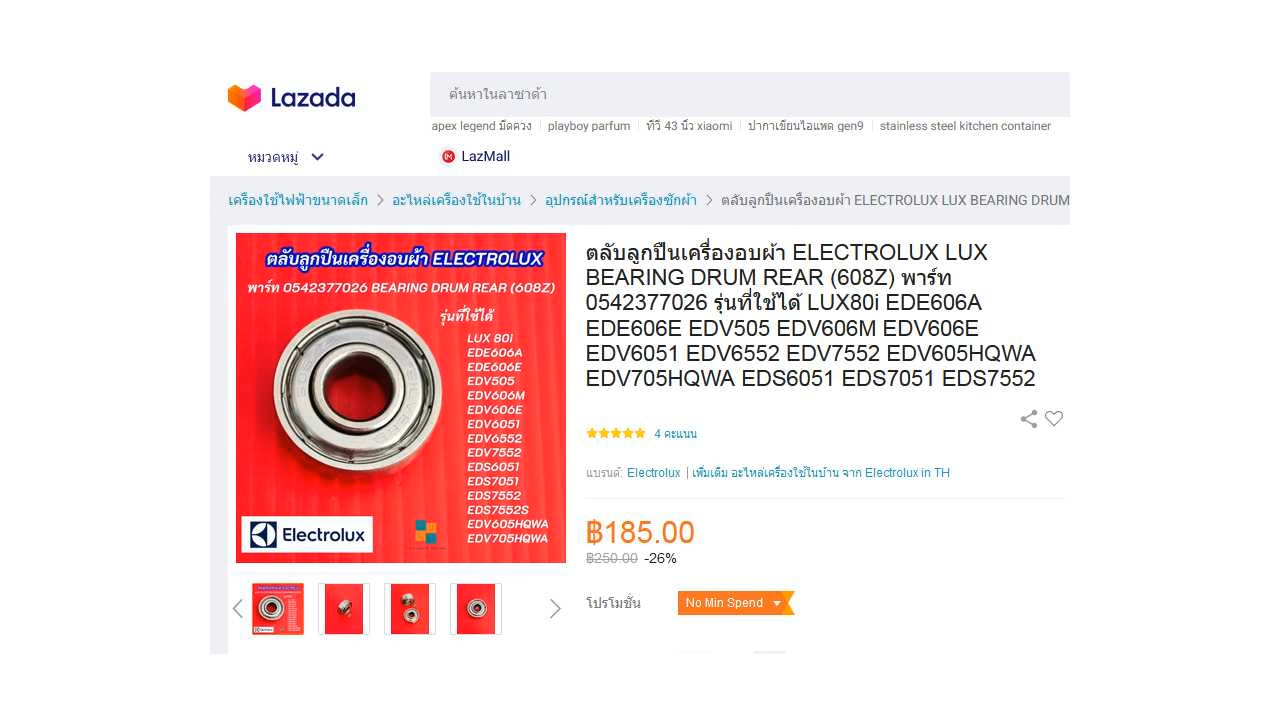 Lazada
ค้นหาในลาซาด้า
apex legend มีดควง
playboy parfum
ทีวี 43 นิ้ว xiaomi
ปากาเขียนไอแพด gen9
stainless steel kitchen container
หมวดหมู่
LazMall
เครื่องใช้ไฟฟ้าขนาดเล็ก > อะไหล่เครื่องใช้ในบ้าน > อุปกรณ์สำหรับเครื่องซักผ้า > ตลับลูกปืนเครื่องอบผ้า ELECTROLUX LUX BEARING DRUM
ตลับลูกปืนเครื่องอบผ้า ELECTROLUX
พาร์ท 0542377026 BEARING DRUM REAR (608Z)
รุ่นที่ใช้ได้
LUX 80i
EDE606A
EDE606E
EDV505
EDV606M
EDV606E
EDV6051
EDV6552
EDV7552
EDS6051
EDS7051
EDS7552
EDS7552S
EDV605HQWA
EDV705HQWA
Electrolux
ตลับลูกปืนเครื่องอบผ้า ELECTROLUX LUX
BEARING DRUM REAR (608Z) พาร์ท
0542377026 รุ่นที่ใช้ได้ LUX80i EDE606A
EDE606E EDV505 EDV606M EDV606E
EDV6051 EDV6552 EDV7552 EDV605HQWA
EDV705HQWA EDS6051 EDS7051 EDS7552
4 คะแนน
แบรนด์: Electrolux | เพิ่มเติม อะไหล่เครื่องใช้ในบ้าน จาก Electrolux in TH
฿185.00
฿250.00 -26%
โปรโมชั่น
No Min Spend